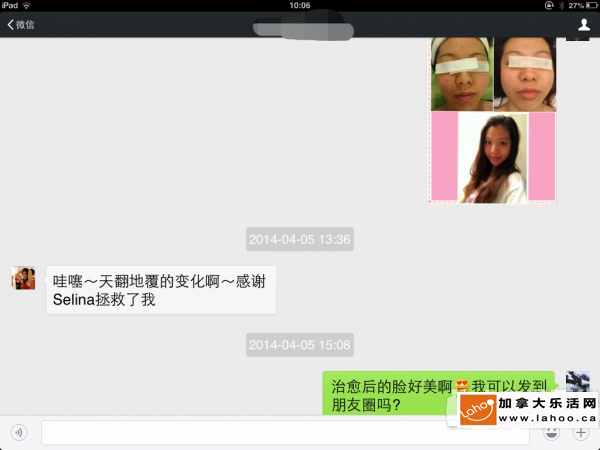 iPad
10:06
27%
微信
2014-04-05 13:36
哇噻～天翻地覆的变化啊～感谢
Selina拯救了我
2014-04-05 15:08
治愈后的脸好美啊😍我可以发到
朋友圈吗?
Lahoo
加拿大乐活网
www.lahoo.ca